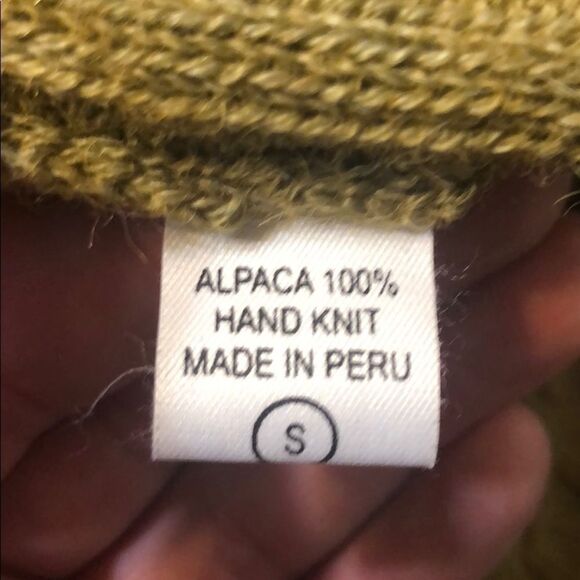 ALPACA 100%
HAND KNIT
MADE IN PERU
S